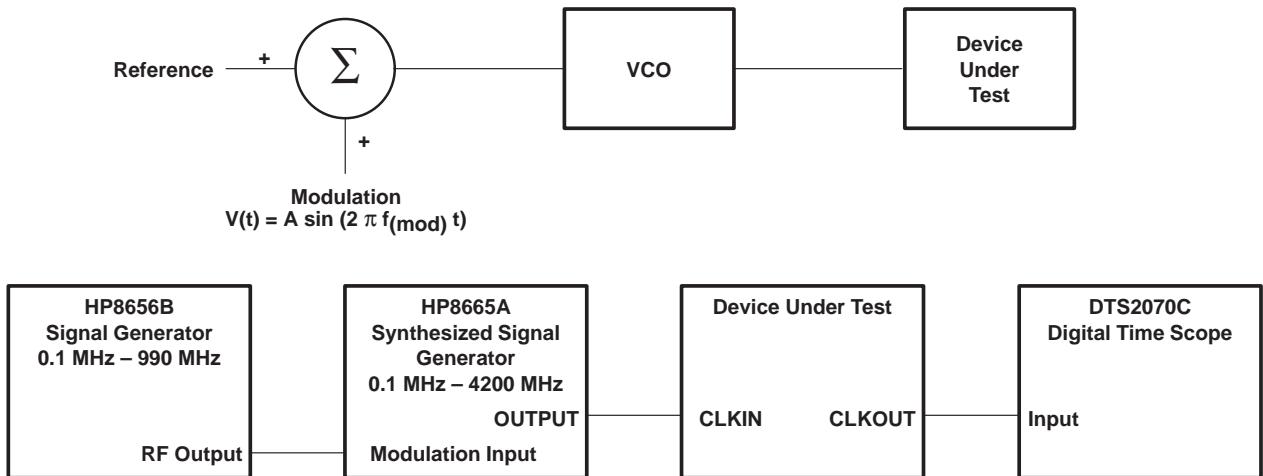 Reference
+
Σ
+
VCO
Device
Under
Test
Modulation
V(t) = A sin (2 π f(mod) t)
HP8656B
Signal Generator
0.1 MHz – 990 MHz
RF Output
HP8665A
Synthesized Signal
Generator
0.1 MHz – 4200 MHz
OUTPUT
Modulation Input
Device Under Test
CLKIN
CLKOUT
DTS2070C
Digital Time Scope
Input